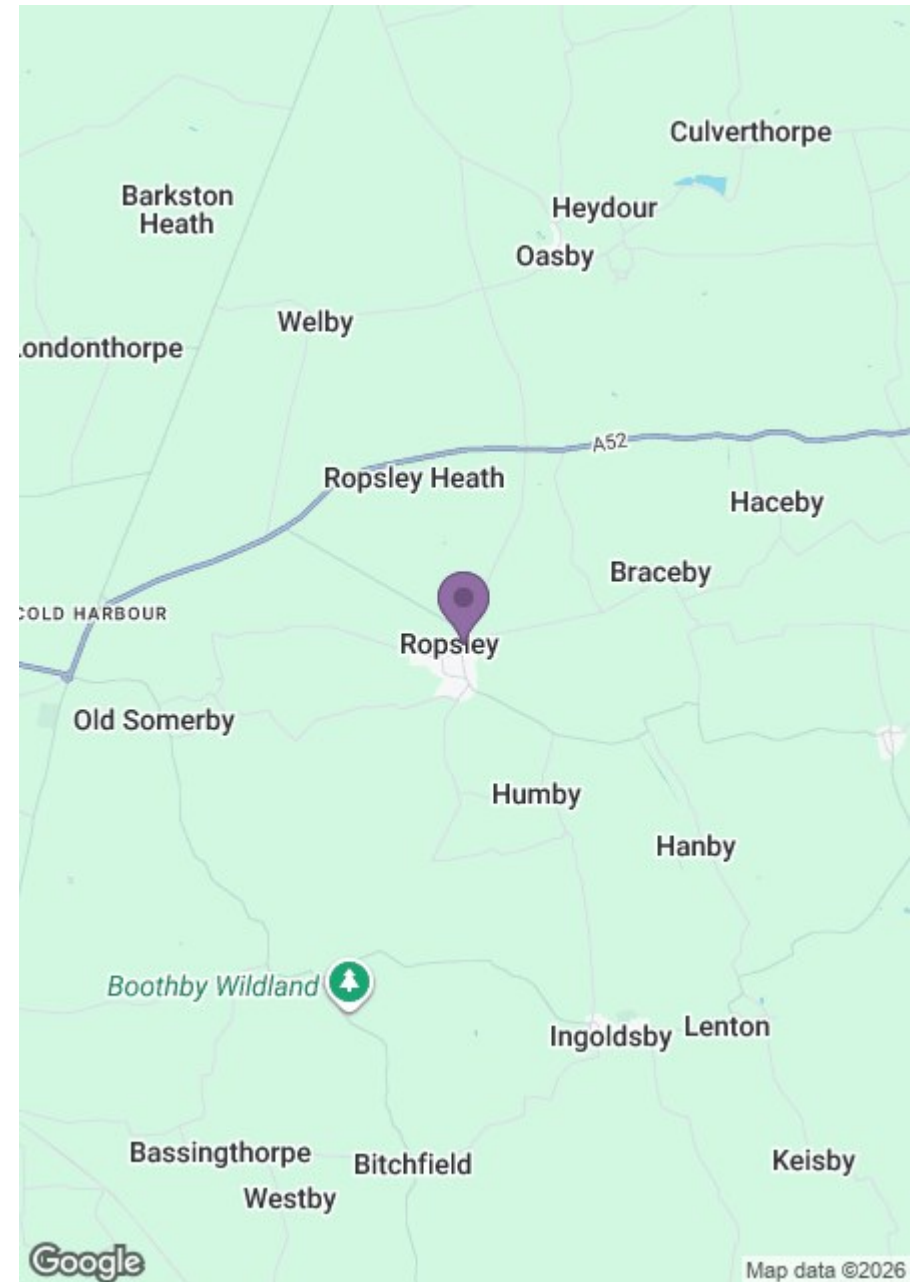 Culverthorpe
Barkston
Heath
Heydour
Oasby
Welby
ondonthorpe
A52
Ropsley Heath
Haceby
Braceby
COLD HARBOUR
Ropsley
Old Somerby
Humby
Hanby
Boothby Wildland
Ingoldsby
Lenton
Bassingthorpe
Bitchfield
Keisby
Westby
Google
Map data ©2026